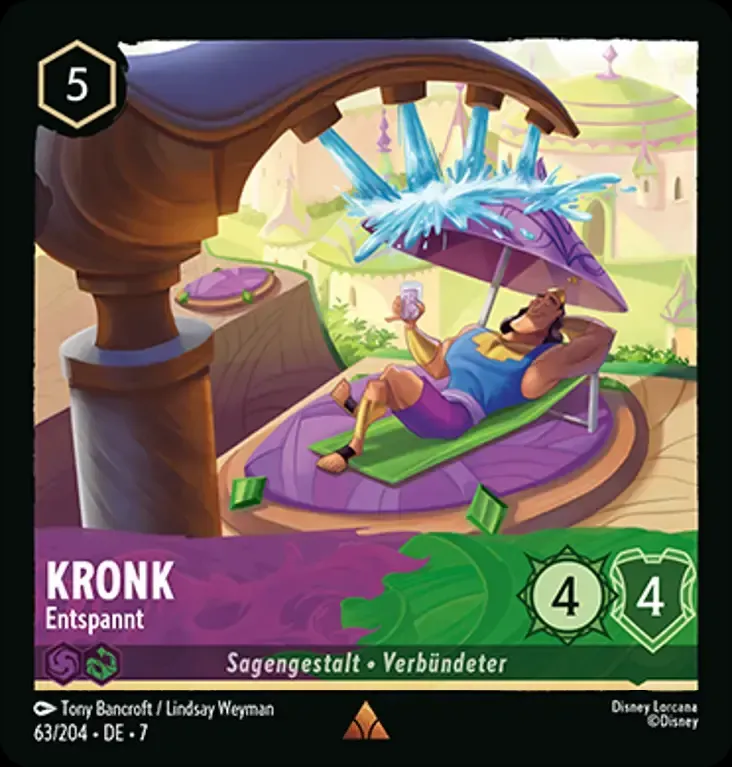 5
KRONK
Entspannt
4 4
Sagengestalt • Verbündeter
Tony Bancroft / Lindsay Weyman
63/204 • DE • 7
Disney Lorcana
©Disney